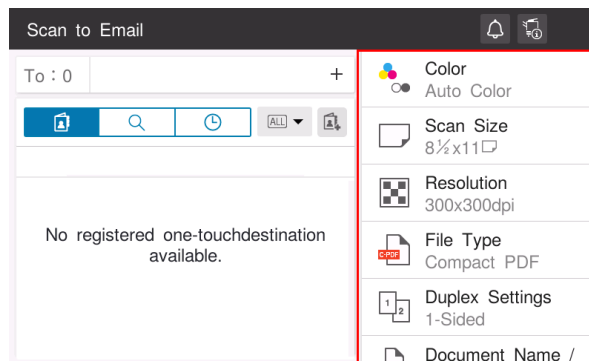 Scan to Email
To：0
+
ALL
No registered one-touchdestination
available.
Color
Auto Color
Scan Size
8½x11
Resolution
300x300dpi
C-PDF
File Type
Compact PDF
1
2
Duplex Settings
1-Sided
Document Name /